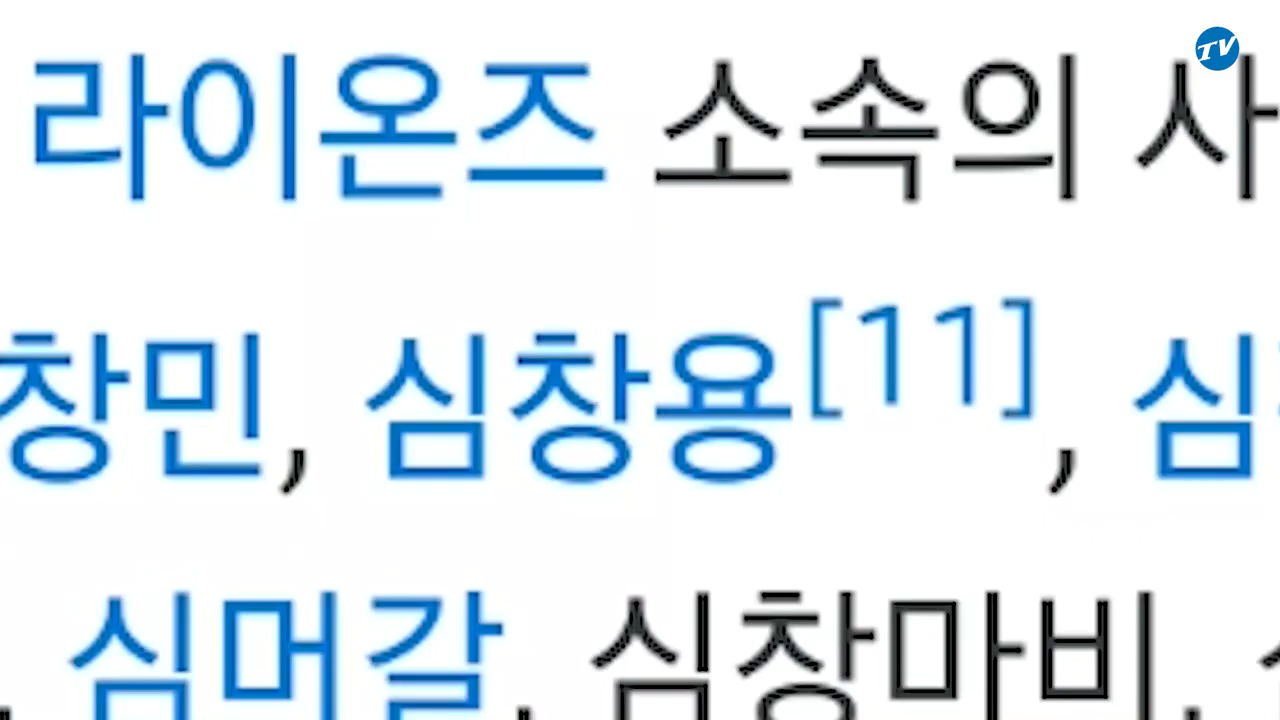 TV
라이온즈 소속의 사
창민, 심창용[11], 심
심머갈, 심창마비,